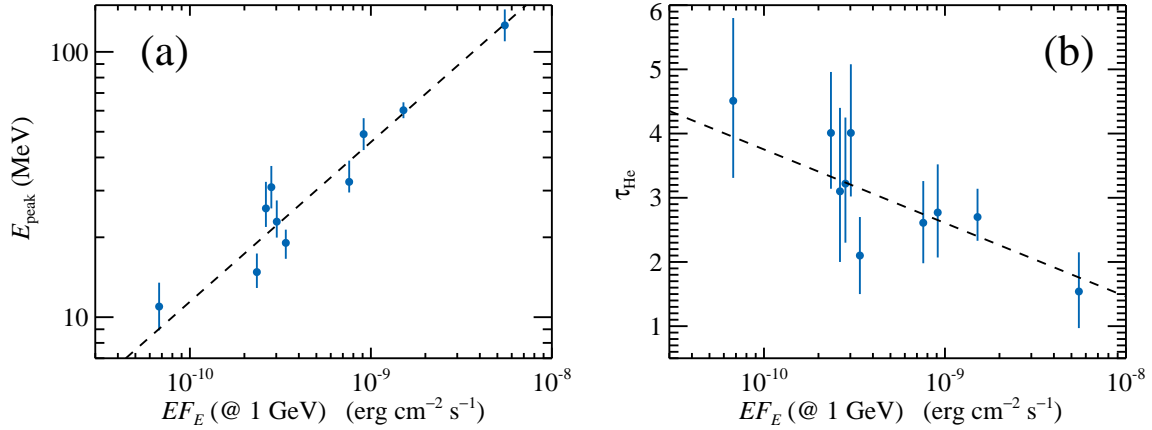 (a)
100
10
E_peak (MeV)
10⁻¹⁰
10⁻⁹
10⁻⁸
EF_E (@ 1 GeV) (erg cm⁻² s⁻¹)
(b)
6
5
4
3
2
1
τ_He
10⁻¹⁰
10⁻⁹
10⁻⁸
EF_E (@ 1 GeV) (erg cm⁻² s⁻¹)